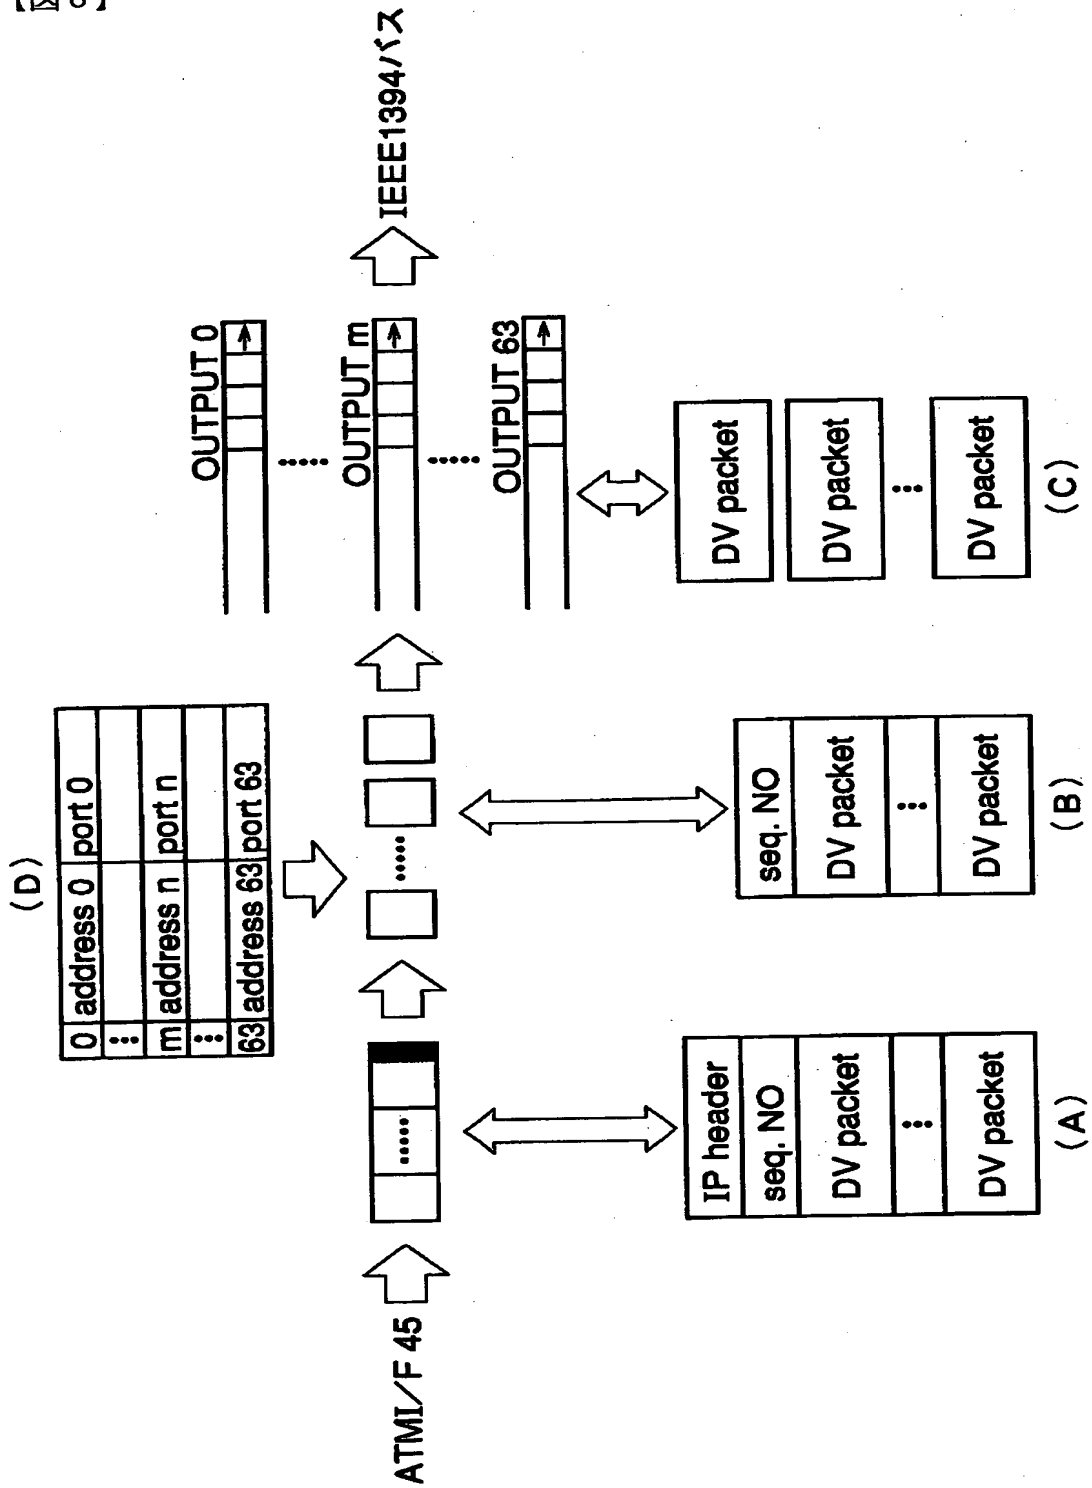 【図8】
(D)
0 address 0 port 0
⋮
m address n port n
⋮
63 address 63 port 63
ATMI/F 45
OUTPUT 0
OUTPUT m
OUTPUT 63
IEEE1394バス
IP header
seq. NO
DV packet
⋮
DV packet
(A)
seq. NO
DV packet
⋮
DV packet
(B)
DV packet
DV packet
⋮
DV packet
(C)